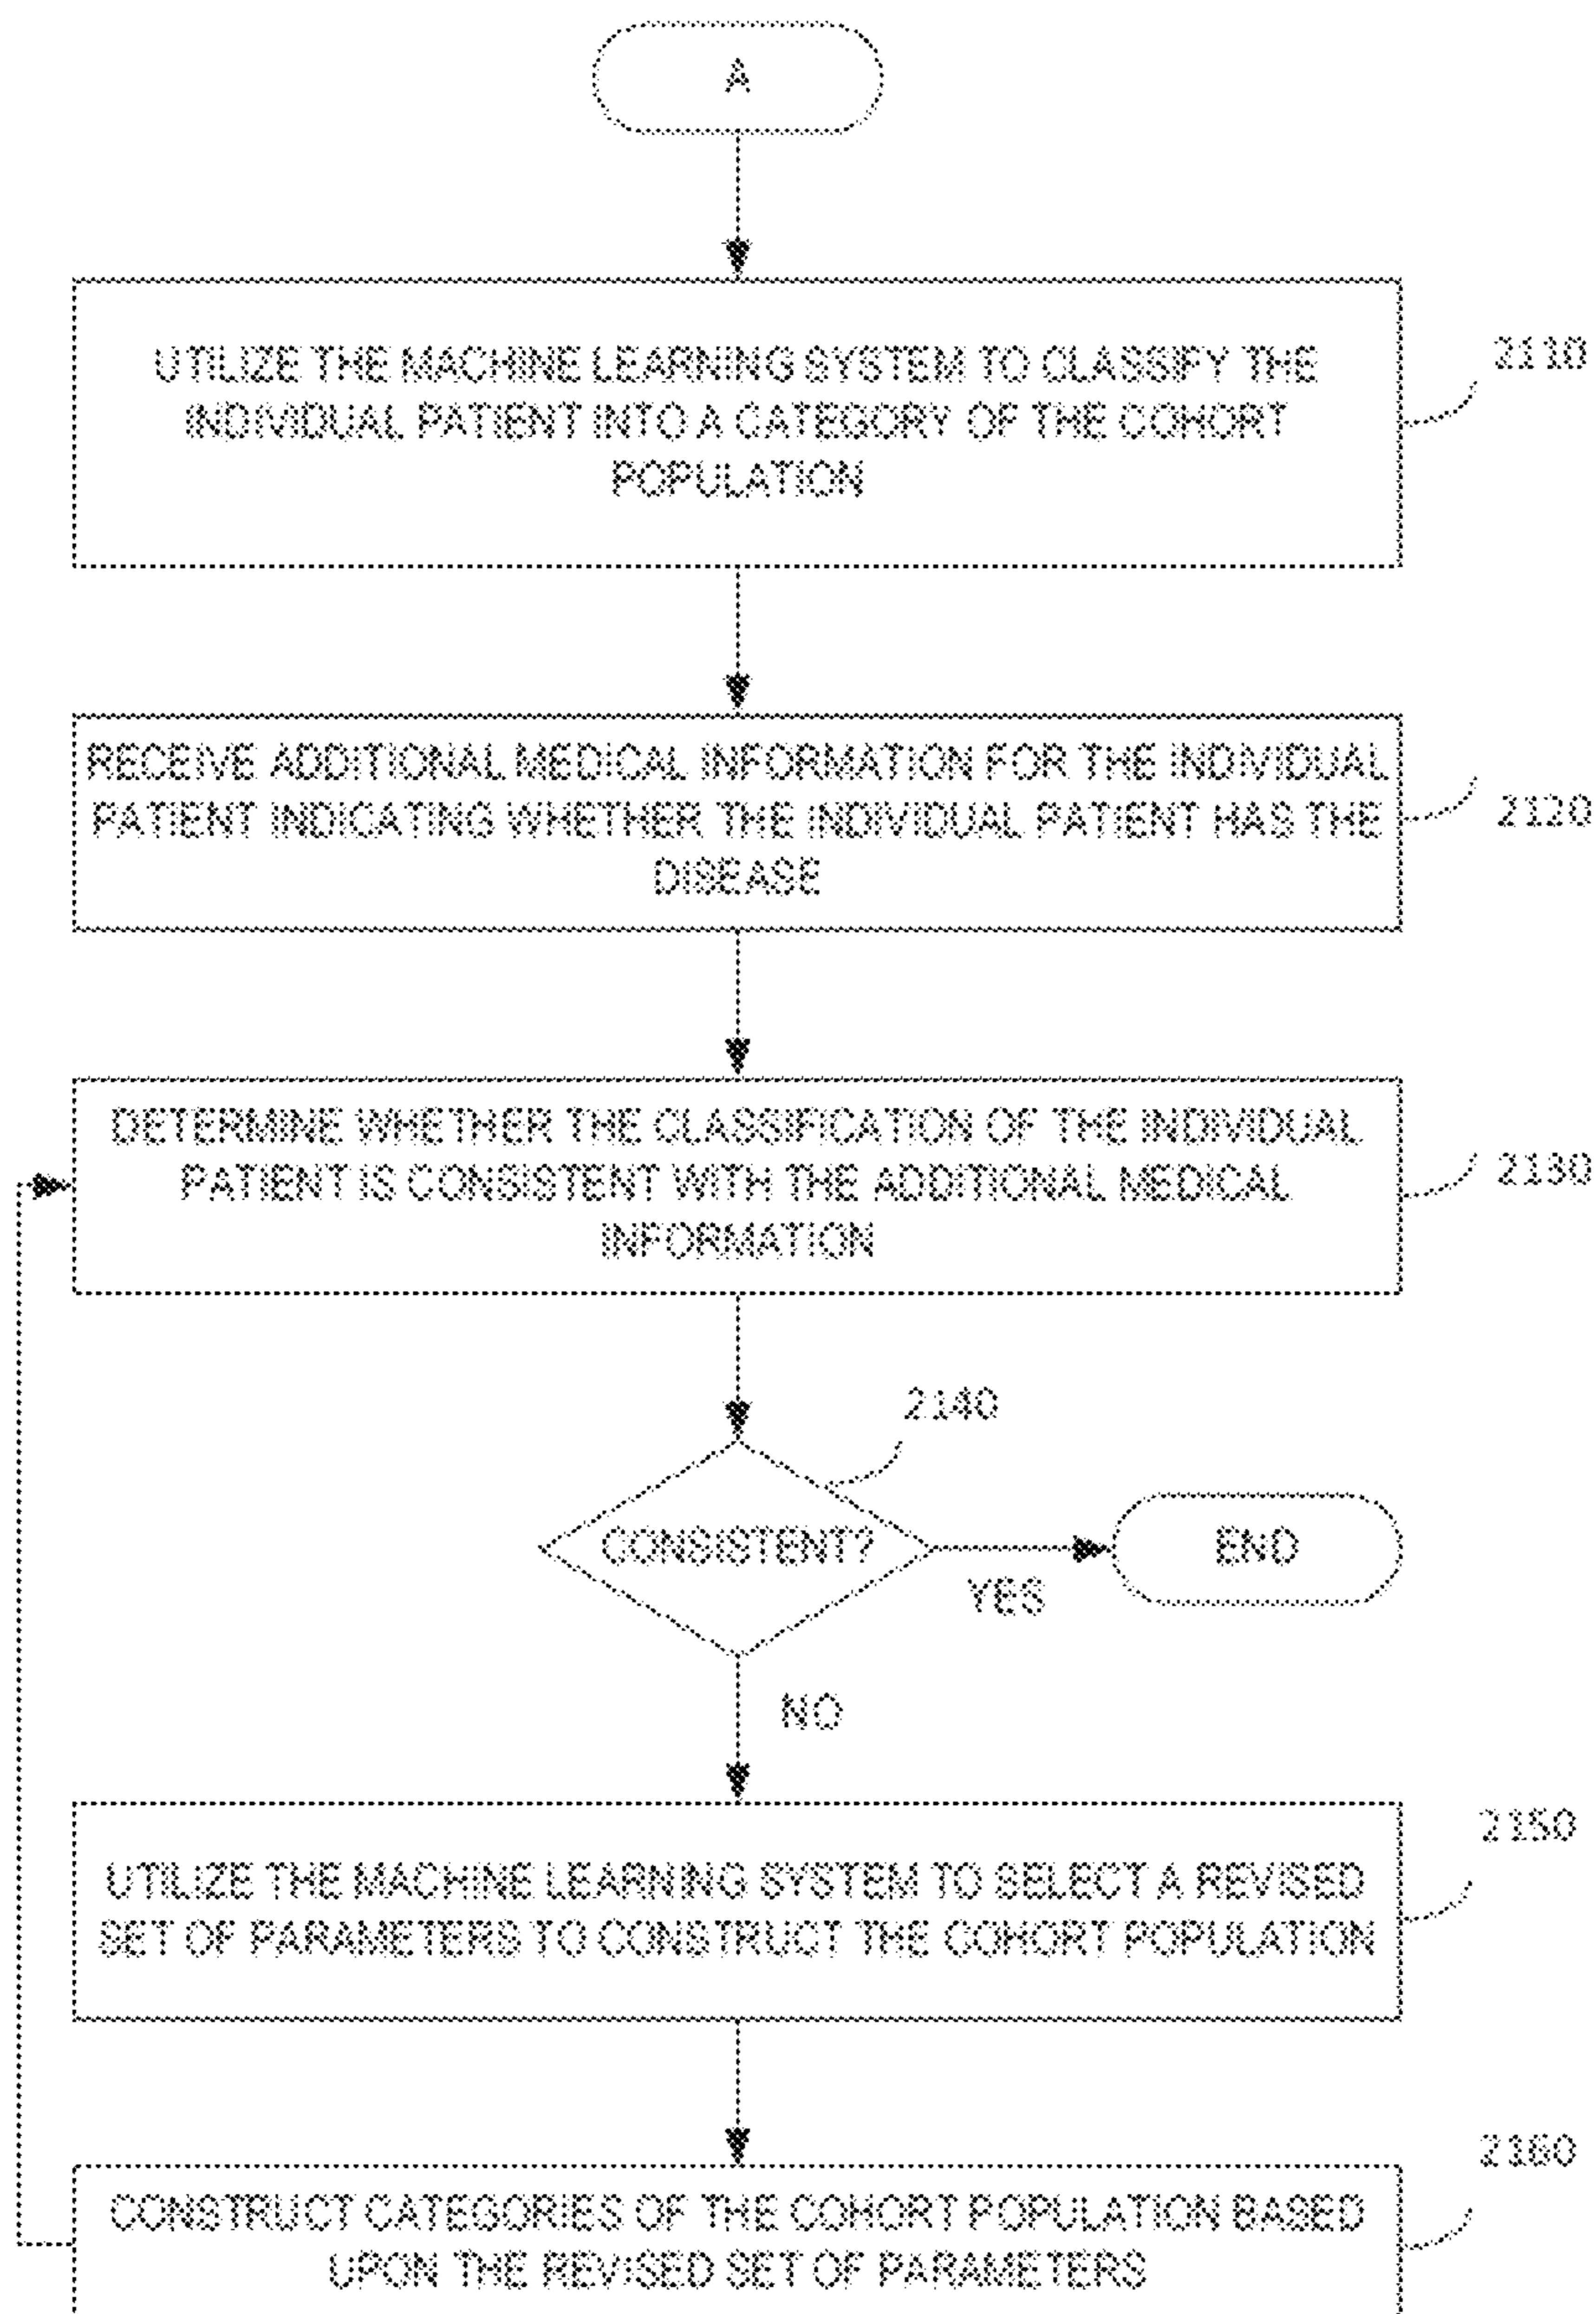 A
UTILIZE THE MACHINE LEARNING SYSTEM TO CLASSIFY THE
INDIVIDUAL PATIENT INTO A CATEGORY OF THE COHORT
POPULATION
2110
RECEIVE ADDITIONAL MEDICAL INFORMATION FOR THE INDIVIDUAL
PATIENT INDICATING WHETHER THE INDIVIDUAL PATIENT HAS THE
DISEASE
2120
DETERMINE WHETHER THE CLASSIFICATION OF THE INDIVIDUAL
PATIENT IS CONSISTENT WITH THE ADDITIONAL MEDICAL
INFORMATION
2130
2140
CONSISTENT?
YES
END
NO
UTILIZE THE MACHINE LEARNING SYSTEM TO SELECT A REVISED
SET OF PARAMETERS TO CONSTRUCT THE COHORT POPULATION
2150
CONSTRUCT CATEGORIES OF THE COHORT POPULATION BASED
UPON THE REVISED SET OF PARAMETERS
2160